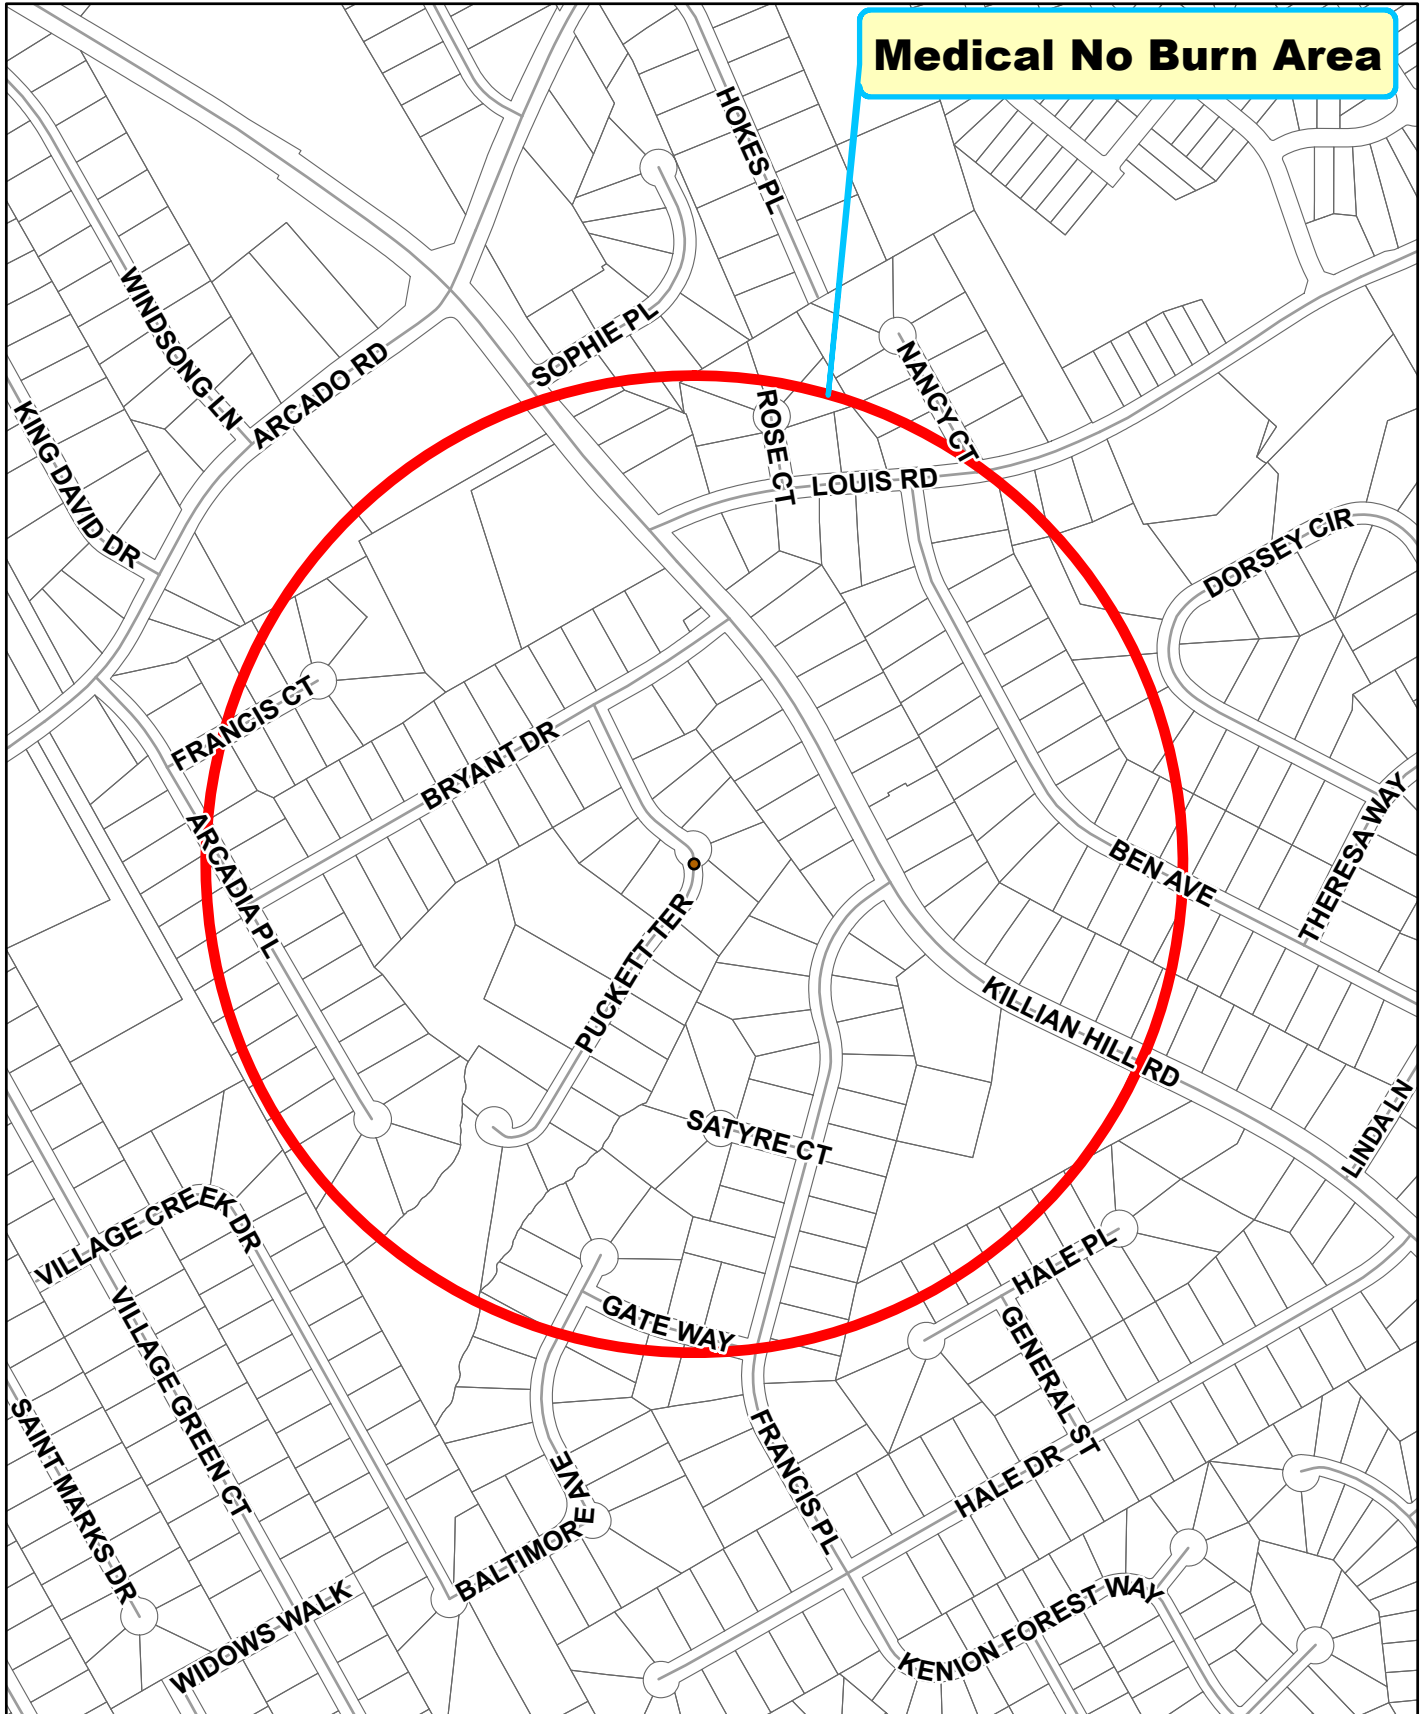 Medical No Burn Area
HOKES PL
WINDSONG LN
SOPHIE PL
ARCADO RD
NANCY CT
KING DAVID DR
ROSE CT
LOUIS RD
DORSEY CIR
FRANCIS CT
BRYANT DR
THERESA WAY
ARCADIA PL
BEN AVE
PUCKETT TER
KILLIAN HILL RD
SATYRE CT
LINDA LN
VILLAGE CREEK DR
HALE PL
VILLAGE GREEN CT
GATE WAY
GENERAL ST
SAINT MARKS DR
FRANCIS PL
HALE DR
BALTIMORE AVE
WIDOWS WALK
KENION FOREST WAY